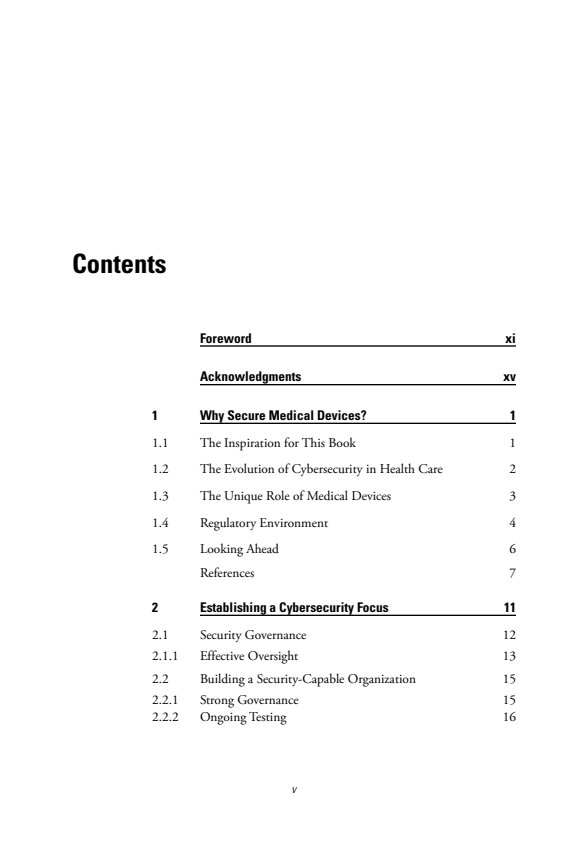 Contents
Foreword xi
Acknowledgments xv
1 Why Secure Medical Devices? 1
1.1 The Inspiration for This Book 1
1.2 The Evolution of Cybersecurity in Health Care 2
1.3 The Unique Role of Medical Devices 3
1.4 Regulatory Environment 4
1.5 Looking Ahead 6
References 7
2 Establishing a Cybersecurity Focus 11
2.1 Security Governance 12
2.1.1 Effective Oversight 13
2.2 Building a Security-Capable Organization 15
2.2.1 Strong Governance 15
2.2.2 Ongoing Testing 16
v